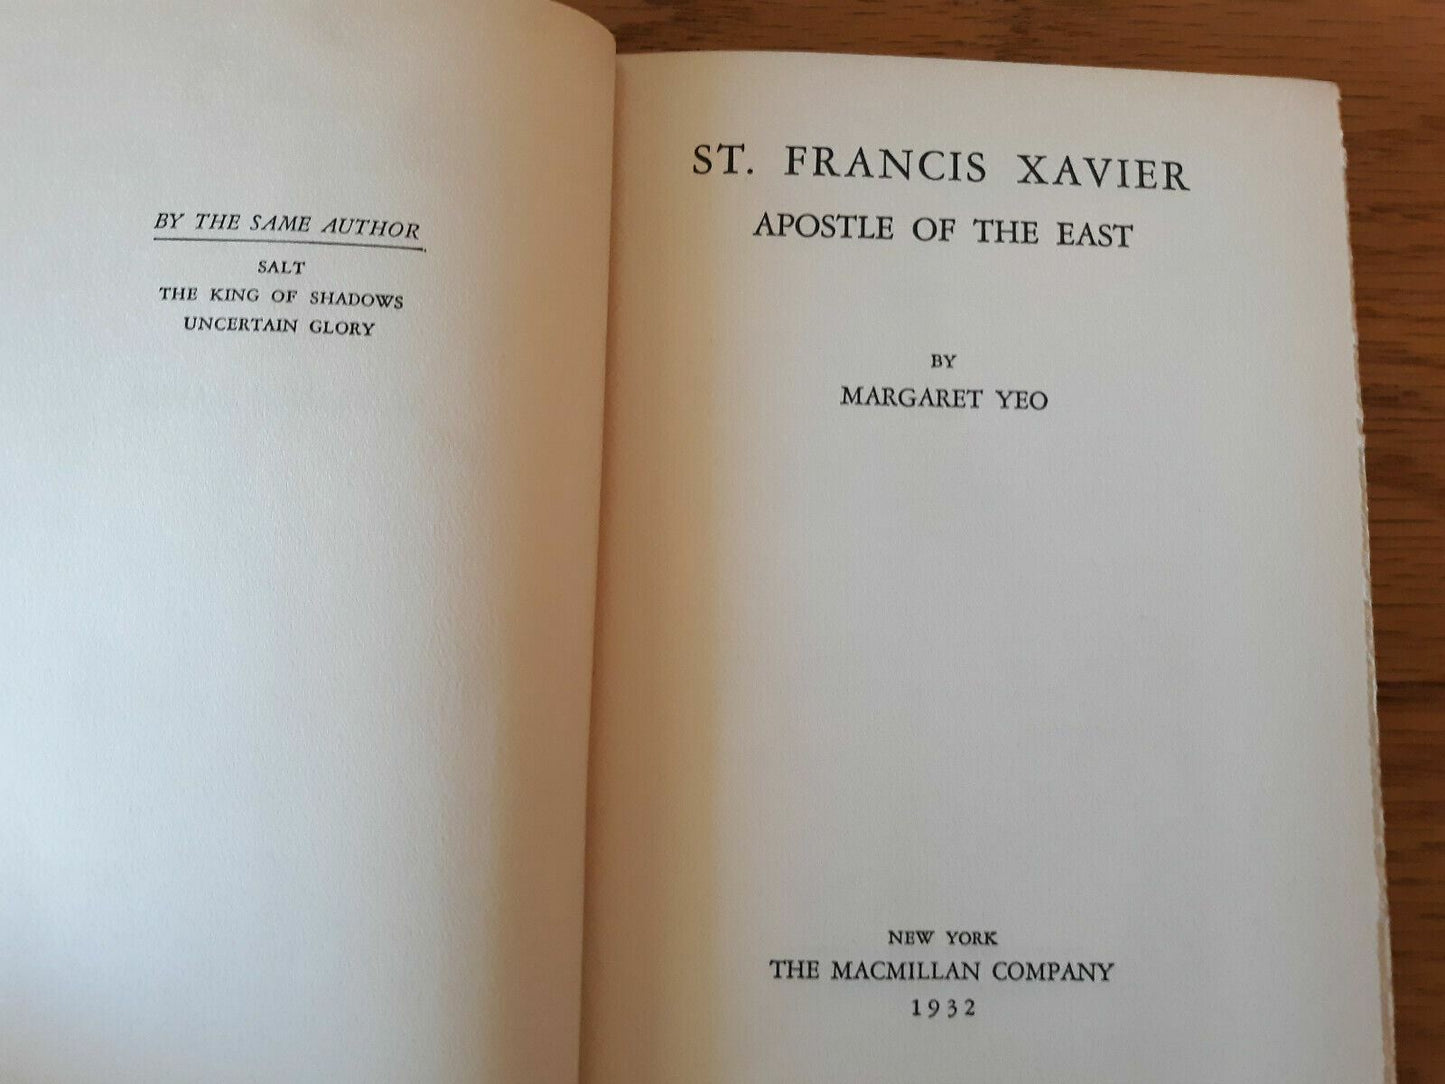 BY THE SAME AUTHOR
SALT
THE KING OF SHADOWS
UNCERTAIN GLORY
ST. FRANCIS XAVIER
APOSTLE OF THE EAST
BY
MARGARET YEO
NEW YORK
THE MACMILLAN COMPANY
1932